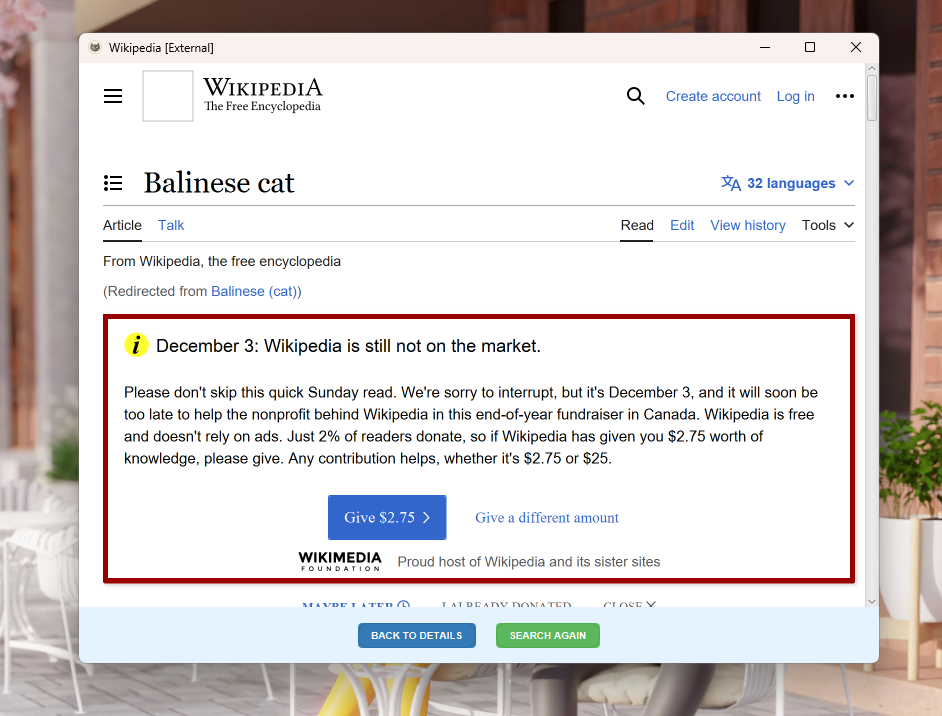 Wikipedia [External]
WIKIPEDIA
The Free Encyclopedia
Create account Log in
Balinese cat
32 languages
Article Talk Read Edit View history Tools
From Wikipedia, the free encyclopedia
(Redirected from Balinese (cat))
i December 3: Wikipedia is still not on the market.
Please don't skip this quick Sunday read. We're sorry to interrupt, but it's December 3, and it will soon be
too late to help the nonprofit behind Wikipedia in this end-of-year fundraiser in Canada. Wikipedia is free
and doesn't rely on ads. Just 2% of readers donate, so if Wikipedia has given you $2.75 worth of
knowledge, please give. Any contribution helps, whether it's $2.75 or $25.
Give $2.75 Give a different amount
WIKIMEDIA
FOUNDATION
Proud host of Wikipedia and its sister sites
MAYBE LATER I ALREADY DONATED CLOSE
BACK TO DETAILS SEARCH AGAIN